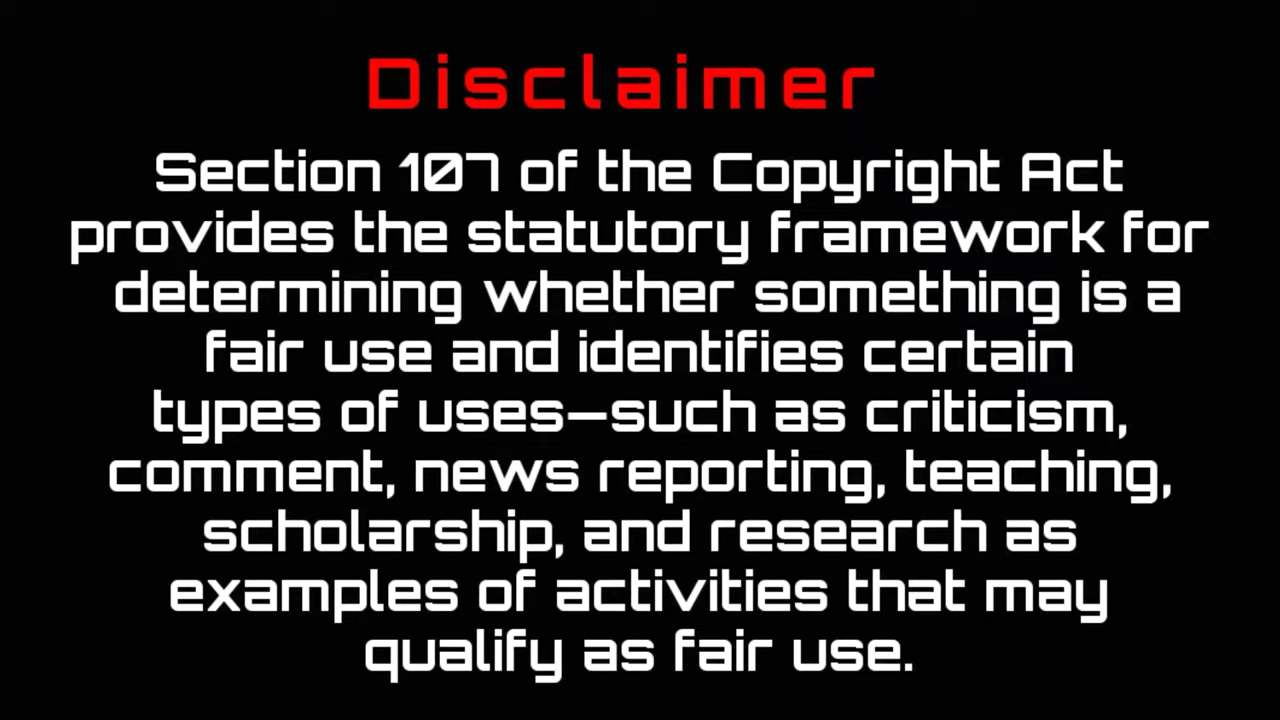 Disclaimer
Section 107 of the Copyright Act
provides the statutory framework for
determining whether something is a
fair use and identifies certain
types of uses—such as criticism,
comment, news reporting, teaching,
scholarship, and research as
examples of activities that may
qualify as fair use.